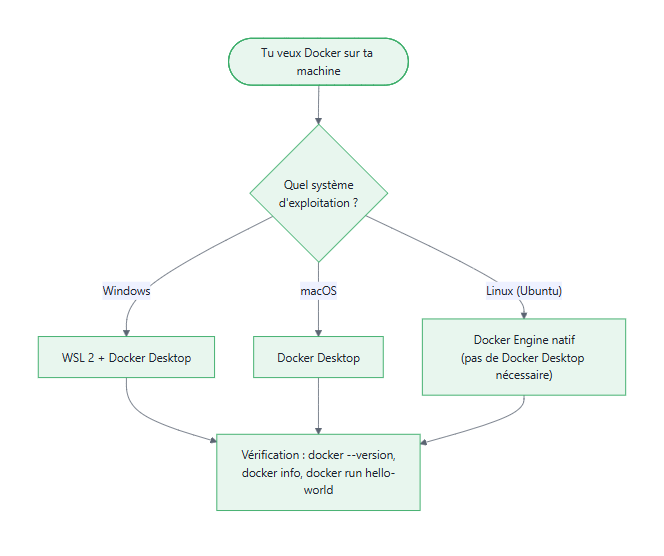 Tu veux Docker sur ta
machine
Quel système
d'exploitation ?
Windows
macOS
Linux (Ubuntu)
WSL 2 + Docker Desktop
Docker Desktop
Docker Engine natif
(pas de Docker Desktop
nécessaire)
Vérification : docker --version,
docker info, docker run hello-
world